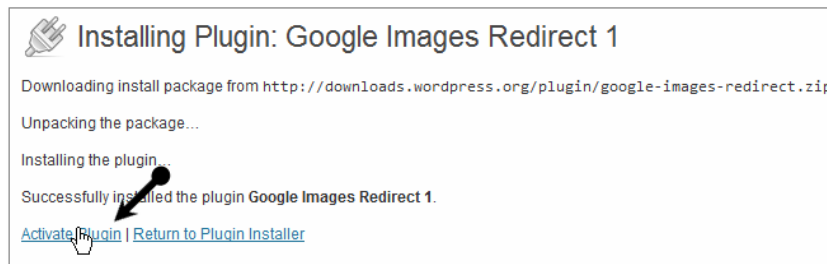 Installing Plugin: Google Images Redirect 1
Downloading install package from http://downloads.wordpress.org/plugin/google-images-redirect.zip
Unpacking the package...
Installing the plugin...
Successfully installed the plugin Google Images Redirect 1.
Activate Plugin | Return to Plugin Installer